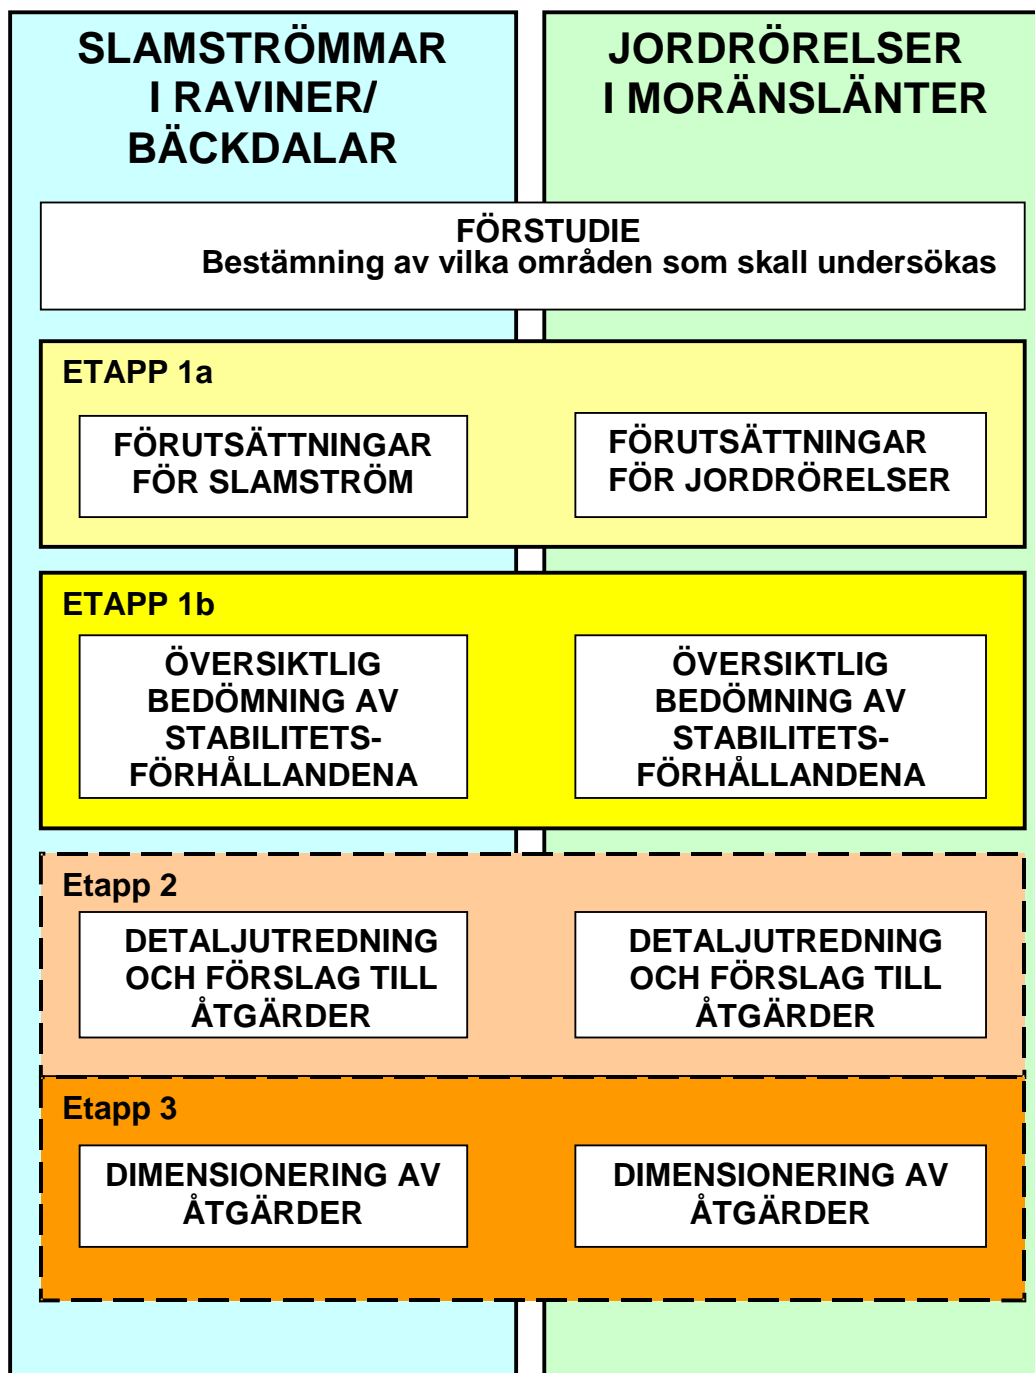 SLAMSTRÖMMAR
I RAVINER/
BÄCKDALAR
JORDRÖRELSER
I MORÄNSLÄNTER
FÖRSTUDIE
Bestämning av vilka områden som skall undersökas
ETAPP 1a
FÖRUTSÄTTNINGAR
FÖR SLAMSTRÖM
FÖRUTSÄTTNINGAR
FÖR JORDRÖRELSER
ETAPP 1b
ÖVERSIKTLIG
BEDÖMNING AV
STABILITETS-
FÖRHÅLLANDENA
ÖVERSIKTLIG
BEDÖMNING AV
STABILITETS-
FÖRHÅLLANDENA
Etapp 2
DETALJUTREDNING
OCH FÖRSLAG TILL
ÅTGÄRDER
DETALJUTREDNING
OCH FÖRSLAG TILL
ÅTGÄRDER
Etapp 3
DIMENSIONERING AV
ÅTGÄRDER
DIMENSIONERING AV
ÅTGÄRDER